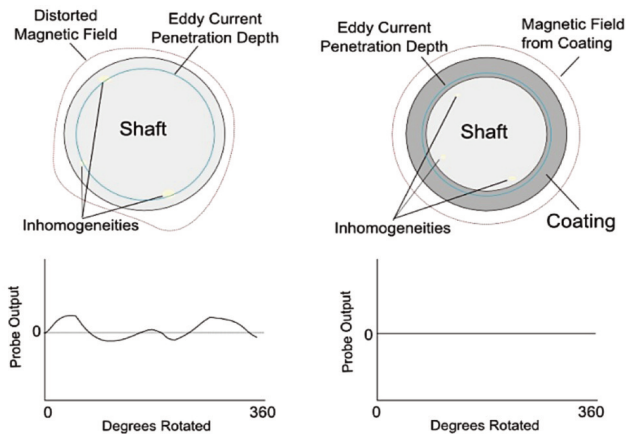 Distorted
Magnetic Field
Eddy Current
Penetration Depth
Shaft
Inhomogeneities
Eddy Current
Penetration Depth
Magnetic Field
from Coating
Shaft
Inhomogeneities
Coating
Probe Output
0
0
360
Degrees Rotated
Probe Output
0
0
360
Degrees Rotated